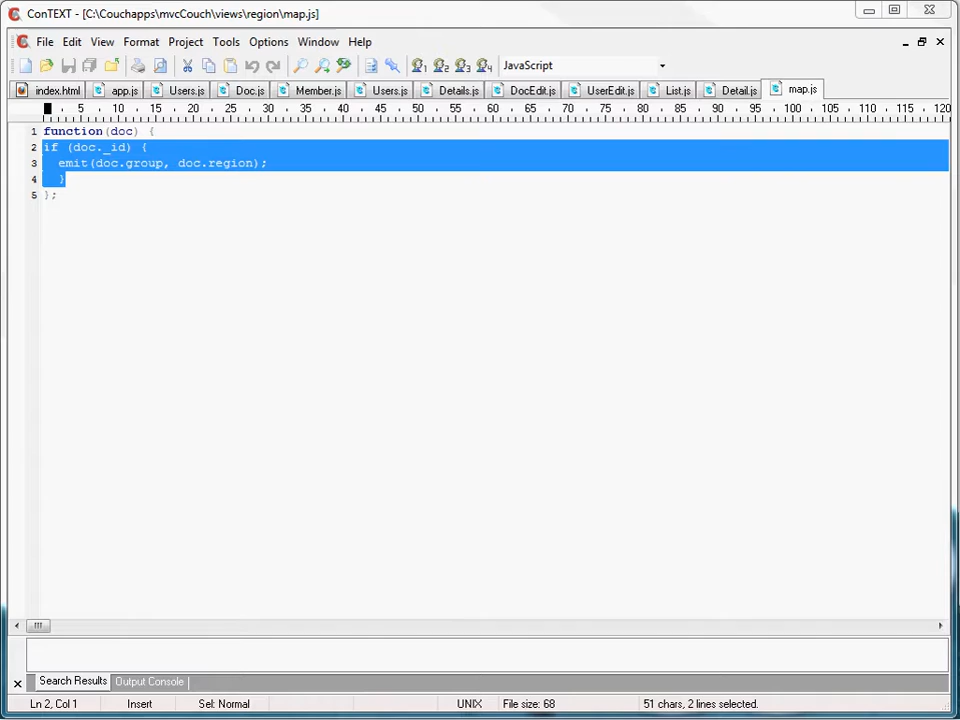 ConTEXT - [C:\Couchapps\mvcCouch\views\region\map.js]
File Edit View Format Project Tools Options Window Help
1 2 3 4 JavaScript
index.html app.js Users.js Doc.js Member.js Users.js Details.js DocEdit.js UserEdit.js List.js Detail.js map.js
5 10 15 20 25 30 35 40 45 50 55 60 65 70 75 80 85 90 95 100 105 110 115 120
1 function(doc) {
2 if (doc._id) {
3 emit(doc.group, doc.region);
4 }
5 };
Search Results Output Console
Ln 2, Col 1 Insert Sel: Normal UNIX File size: 68 51 chars, 2 lines selected.